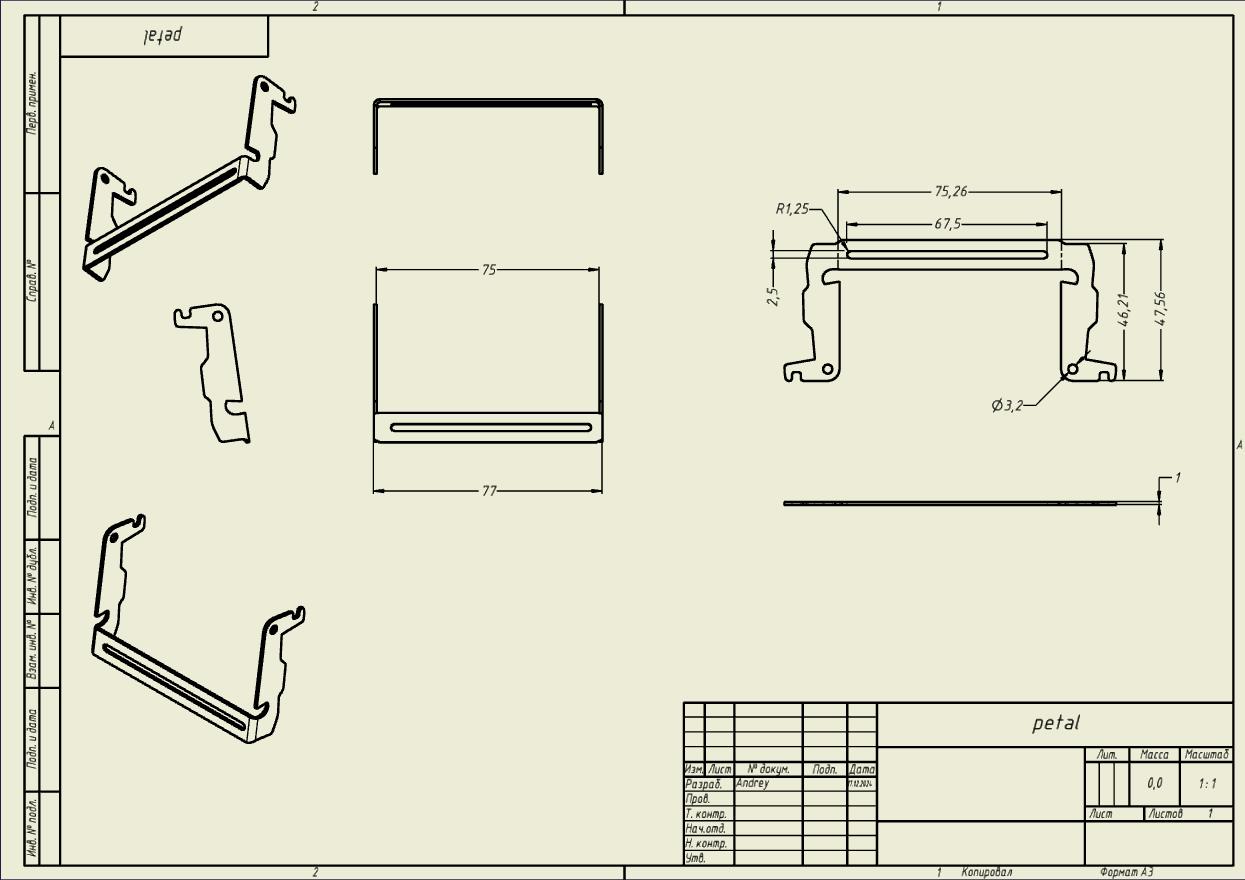 2
1
petal
Перв. примен.
Справ. №
Подп. и дата
Инв. № дубл.
Взам. инв. №
Подп. и дата
Инв. № подл.
A
A
75,26
R1,25
67,5
2,5
46,21
47,56
Ø3,2
75
77
1
petal
Лит.
Масса
Масштаб
0,0
1:1
Лист
Листов 1
Изм. Лист № докум. Подп. Дата
Разраб. Andrey
Пров.
Т. контр.
Нач.отд.
Н. контр.
Утв.
2
1
Копировал
Формат А3